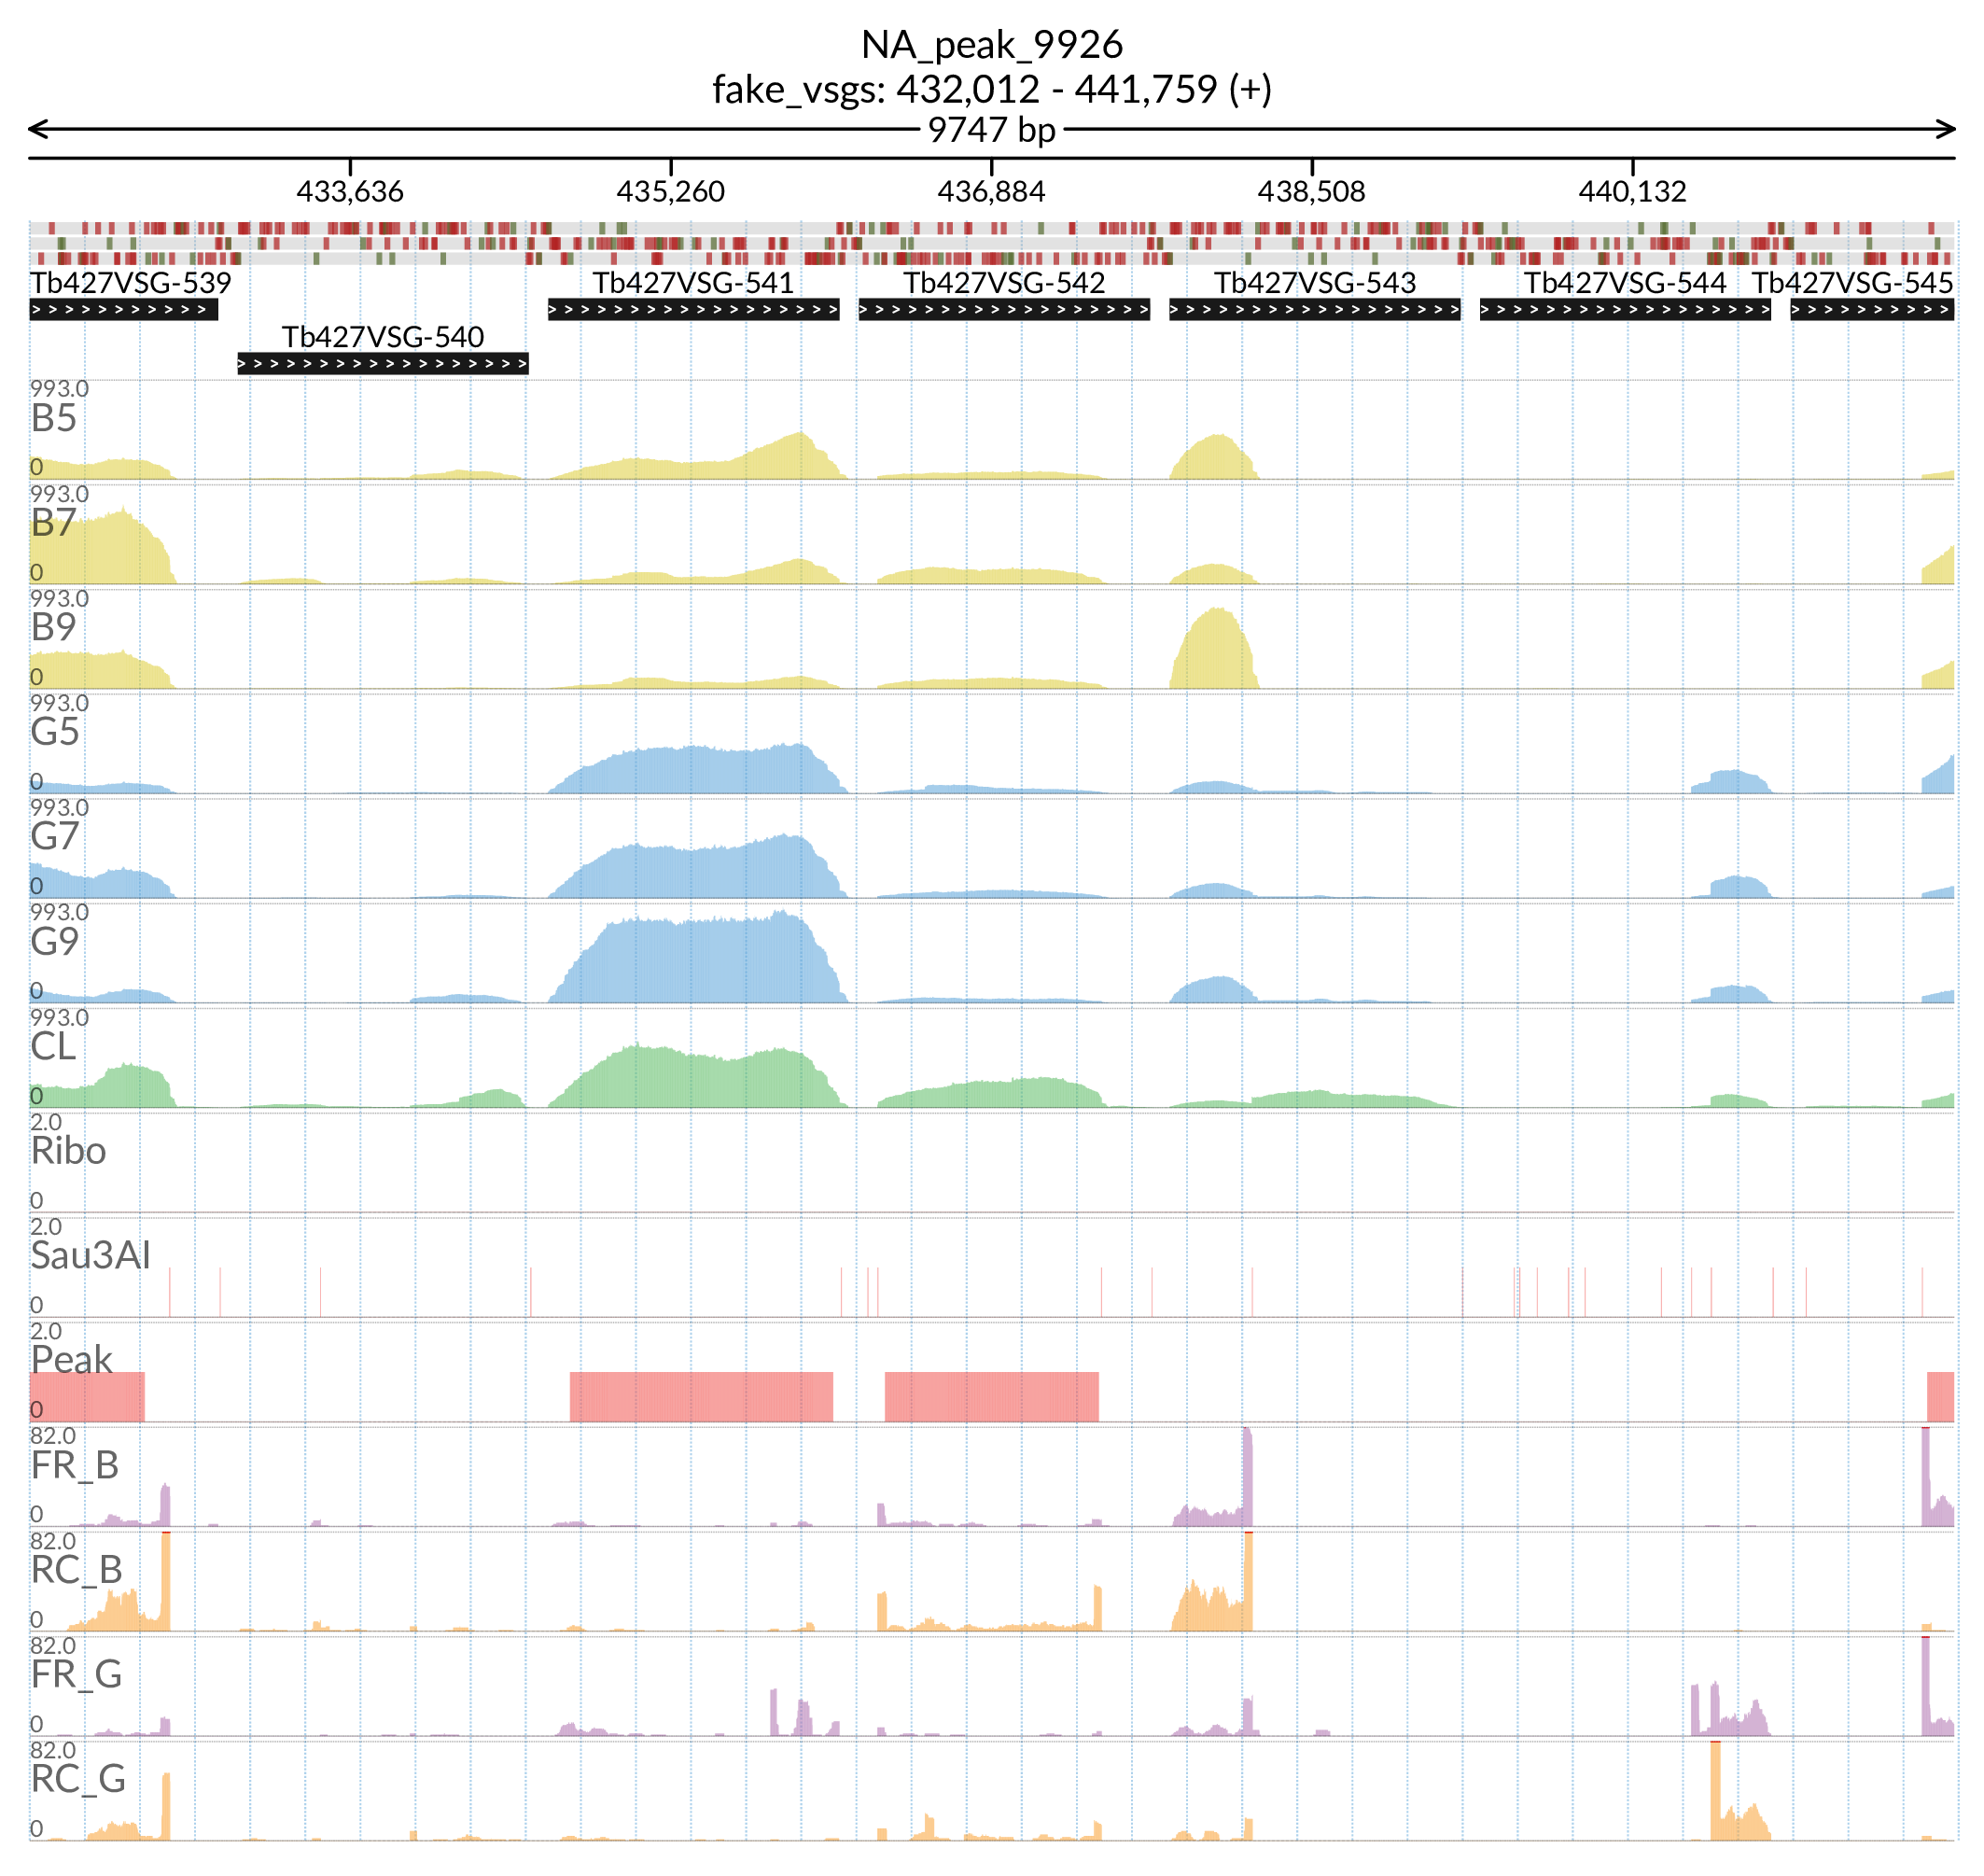 NA_peak_9926
fake_vsgs: 432,012 - 441,759 (+)
9747 bp
433,636 435,260 436,884 438,508 440,132
Tb427VSG-539 Tb427VSG-541 Tb427VSG-542 Tb427VSG-543 Tb427VSG-544 Tb427VSG-545
Tb427VSG-540
993.0
B5
0
993.0
B7
0
993.0
B9
0
993.0
G5
0
993.0
G7
0
993.0
G9
0
993.0
CL
0
2.0
Ribo
0
2.0
Sau3AI
0
2.0
Peak
0
82.0
FR_B
0
82.0
RC_B
0
82.0
FR_G
0
82.0
RC_G
0